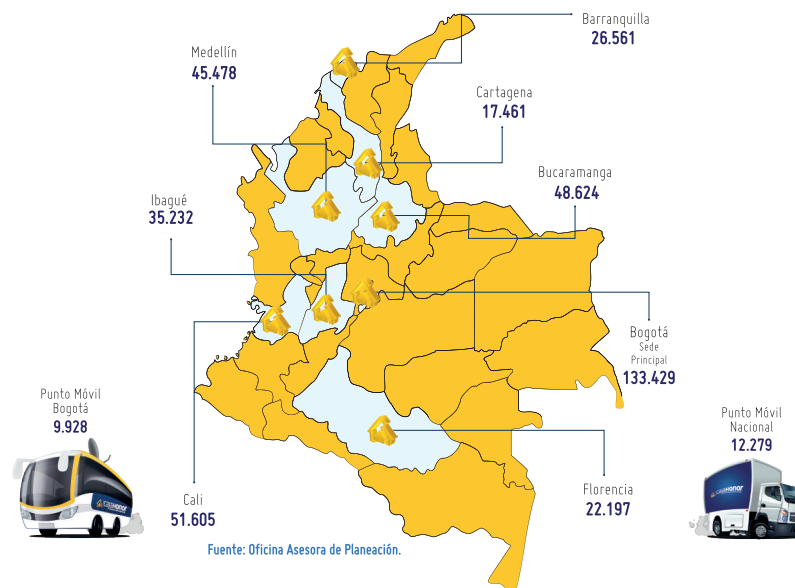 Barranquilla
26.561
Medellín
45.478
Cartagena
17.461
Bucaramanga
48.624
Ibagué
35.232
Bogotá
Sede
Principal
133.429
Punto Móvil
Bogotá
9.928
CAJAHONOR
Punto Móvil
Nacional
12.279
CAJAHONOR
Cali
51.605
Florencia
22.197
Fuente: Oficina Asesora de Planeación.